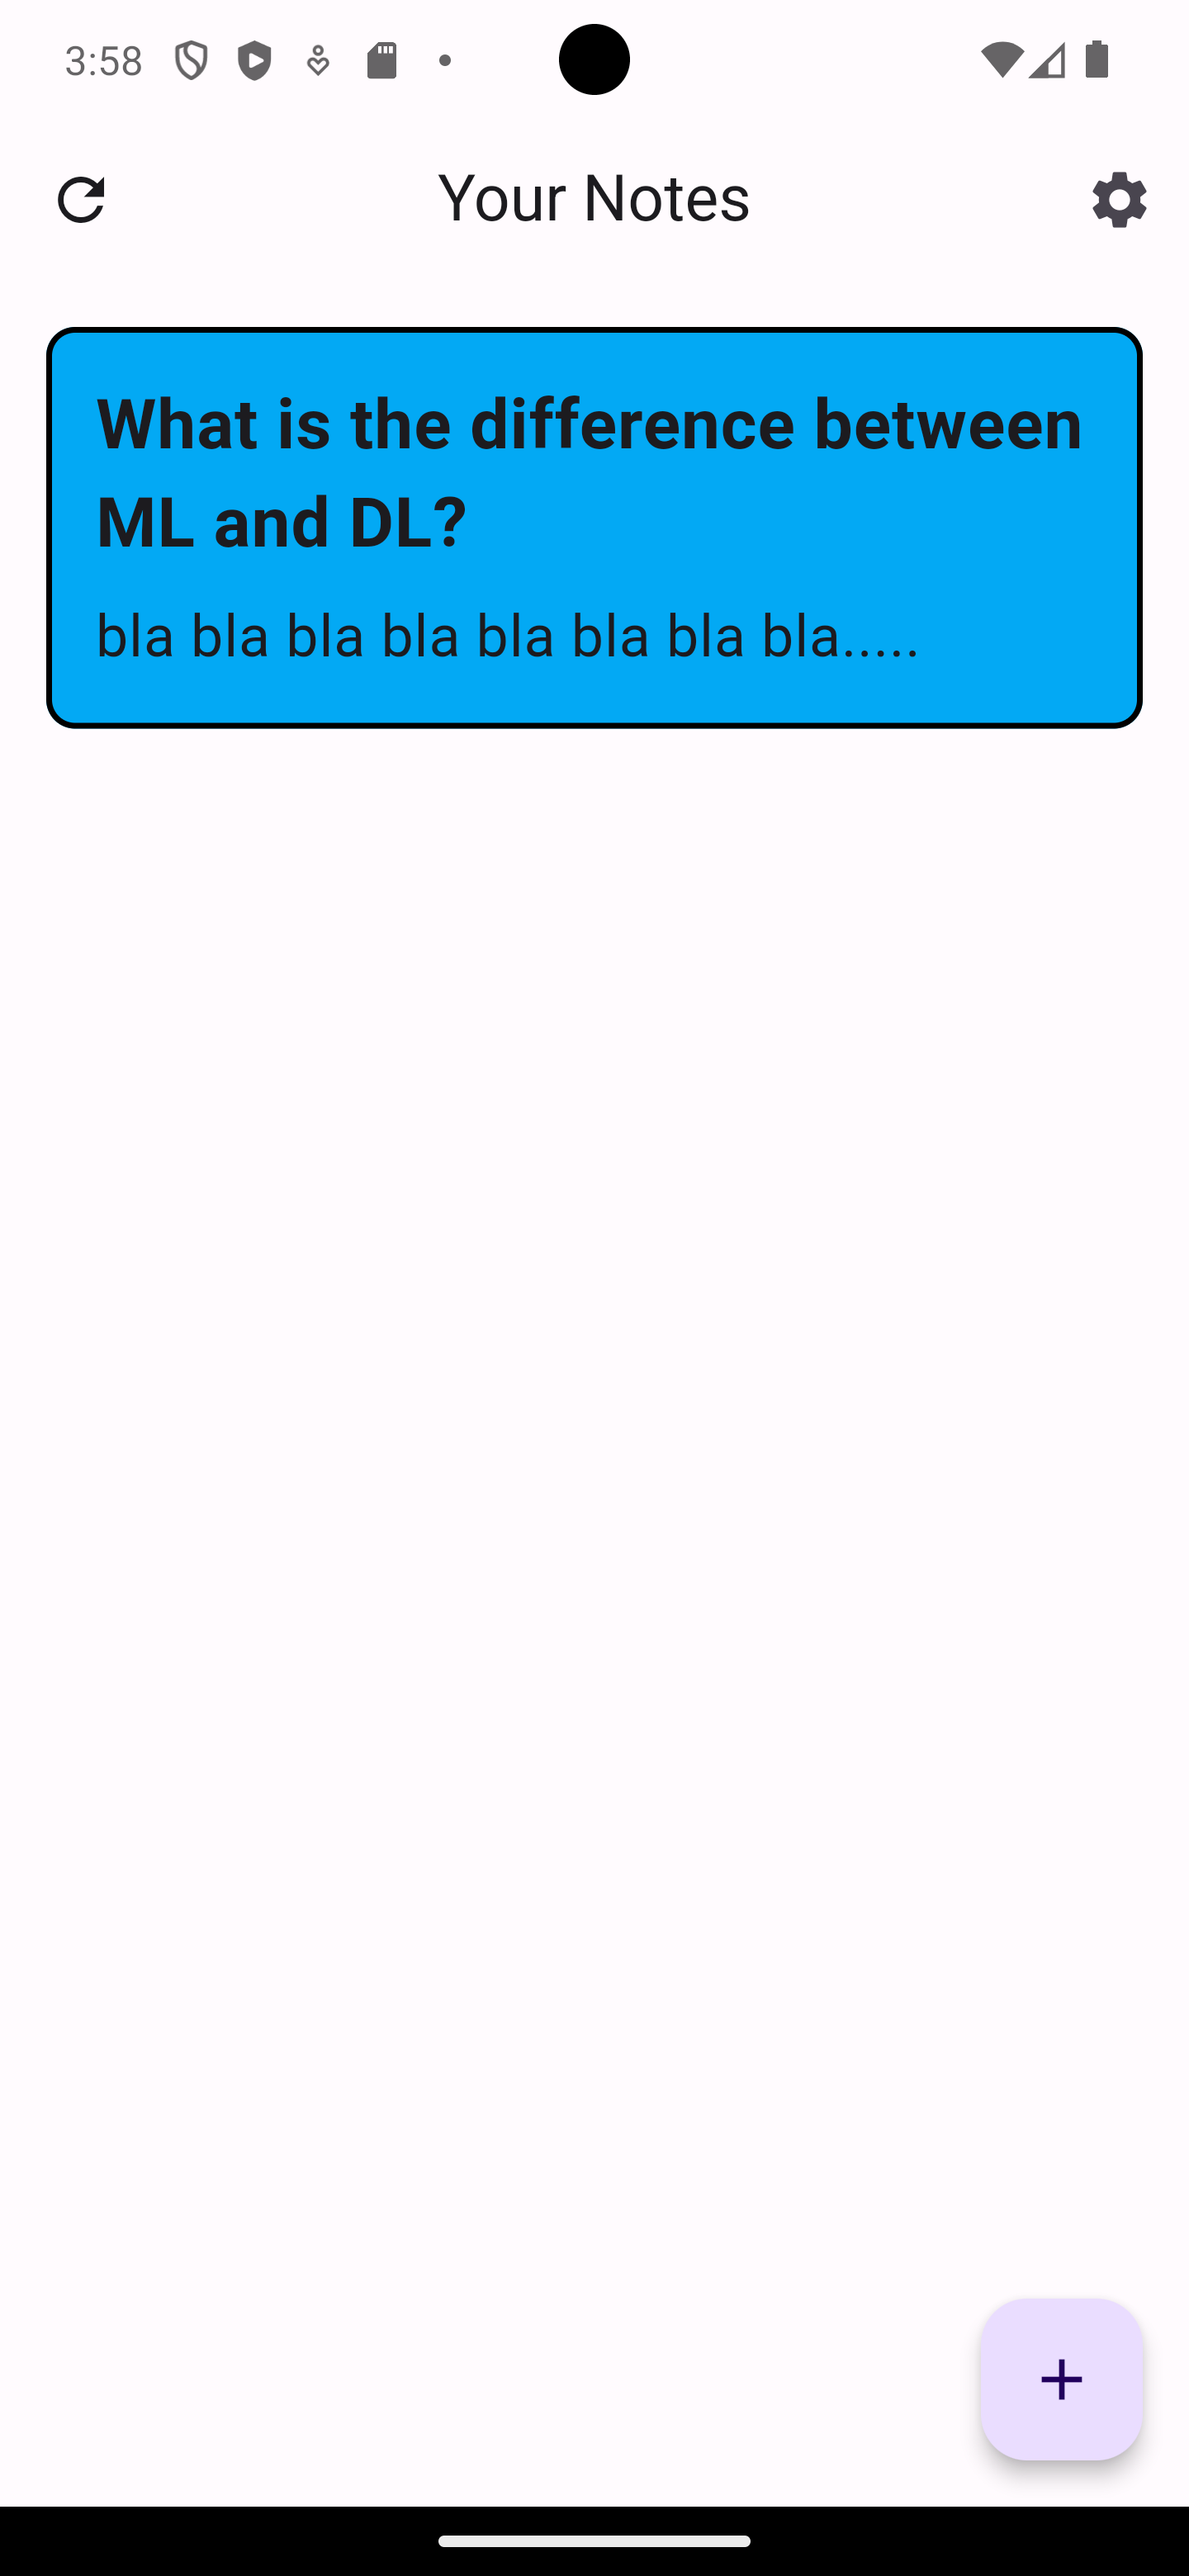 3:58
Your Notes
What is the difference between
ML and DL?
bla bla bla bla bla bla bla bla.....